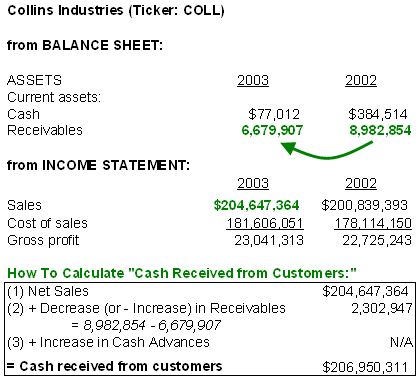 Collins Industries (Ticker: COLL)
from BALANCE SHEET:
ASSETS 2003 2002
Current assets:
Cash $77,012 $384,514
Receivables 6,679,907 8,982,854
from INCOME STATEMENT:
2003 2002
Sales $204,647,364 $200,839,393
Cost of sales 181,606,051 178,114,150
Gross profit 23,041,313 22,725,243
How To Calculate "Cash Received from Customers:"
(1) Net Sales $204,647,364
(2) + Decrease (or - Increase) in Receivables 2,302,947
= 8,982,854 - 6,679,907
(3) + Increase in Cash Advances N/A
= Cash received from customers $206,950,311